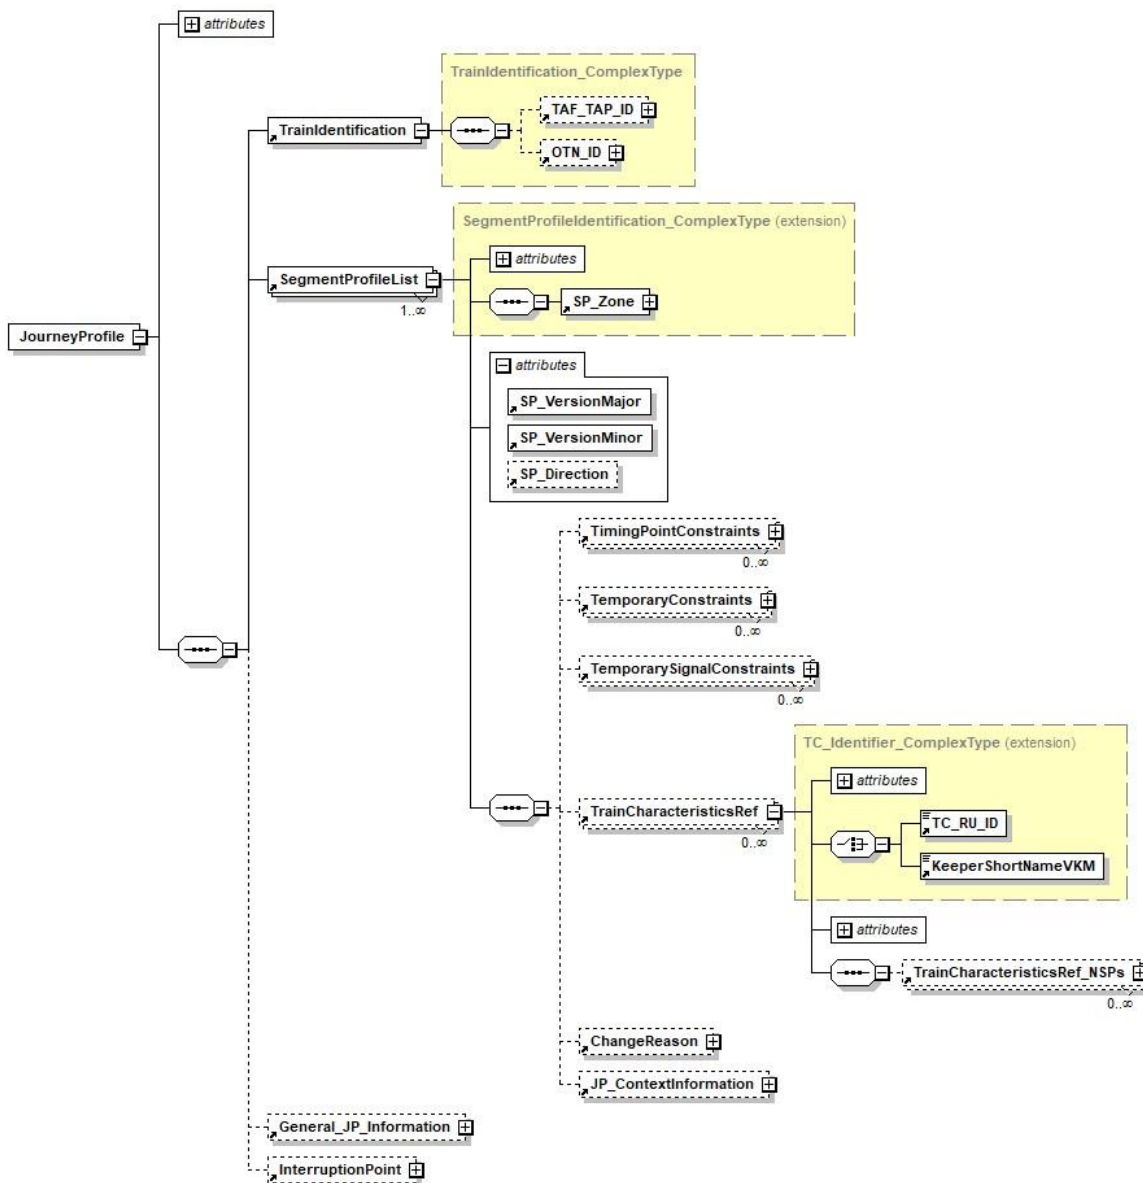 attributes
TrainIdentification_ComplexType
TAF_TAP_ID
TrainIdentification
OTN_ID
SegmentProfileIdentification_ComplexType (extension)
attributes
SegmentProfileList
1..∞
SP_Zone
JourneyProfile
attributes
SP_VersionMajor
SP_VersionMinor
SP_Direction
TimingPointConstraints
0..∞
TemporaryConstraints
0..∞
TemporarySignalConstraints
0..∞
TC_Identifier_ComplexType (extension)
attributes
TrainCharacteristicsRef
0..∞
TC_RU_ID
KeeperShortNameVKM
attributes
TrainCharacteristicsRef_NSPs
0..∞
ChangeReason
JP_ContextInformation
General_JP_Information
InterruptionPoint